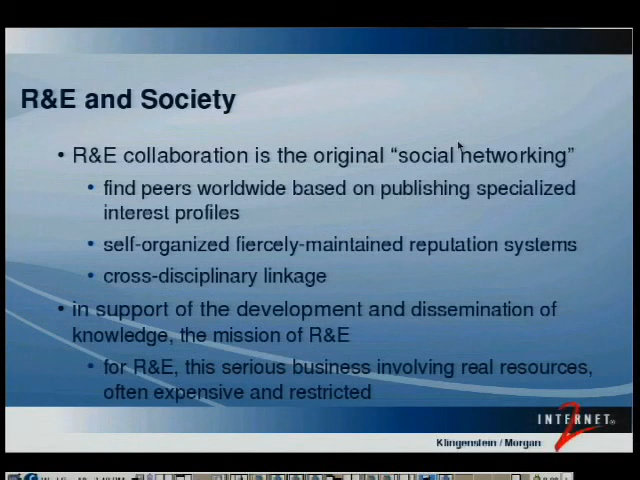 R&E and Society
• R&E collaboration is the original “social networking”
• find peers worldwide based on publishing specialized
interest profiles
• self-organized fiercely-maintained reputation systems
• cross-disciplinary linkage
• in support of the development and dissemination of
knowledge, the mission of R&E
• for R&E, this serious business involving real resources,
often expensive and restricted
INTERNET®
2
Klingenstein / Morgan